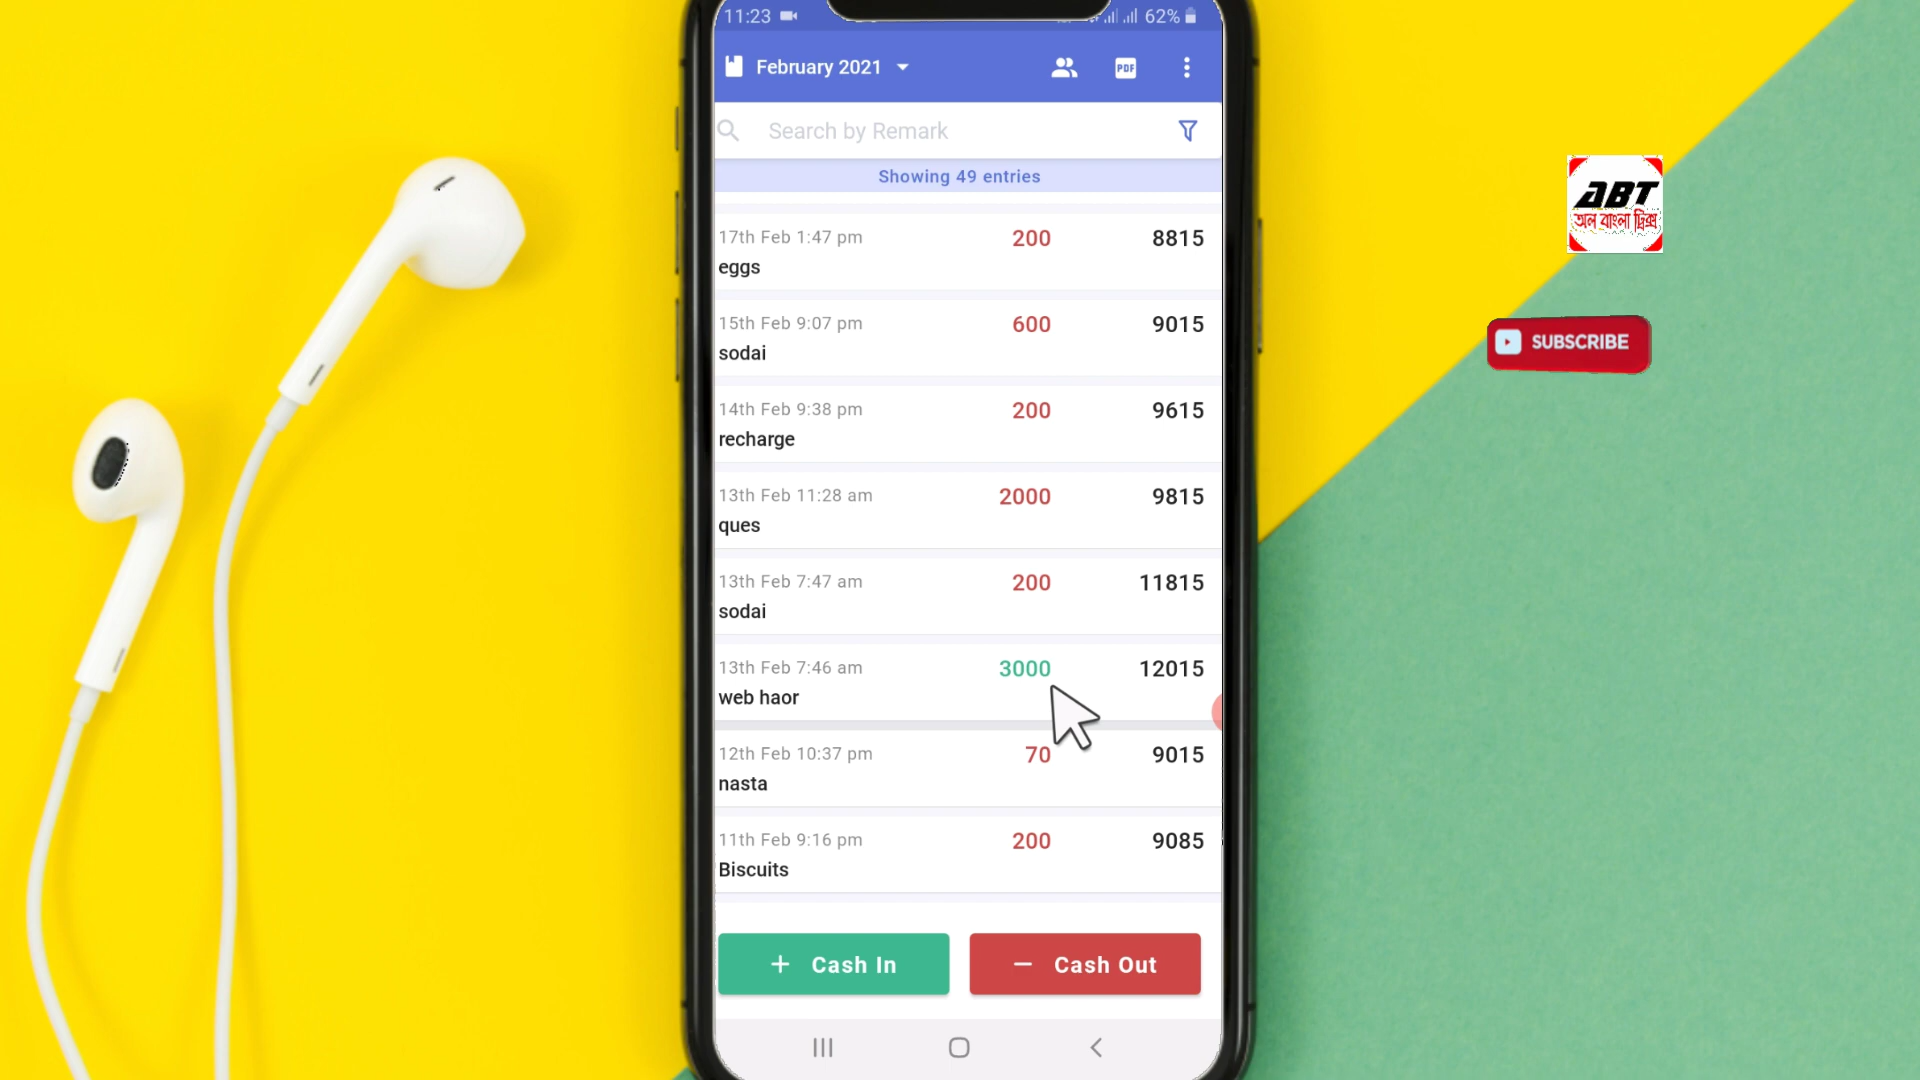 11:23
62%
February 2021
PDF
Search by Remark
Showing 49 entries
17th Feb 1:47 pm 200 8815
eggs
15th Feb 9:07 pm 600 9015
sodai
14th Feb 9:38 pm 200 9615
recharge
13th Feb 11:28 am 2000 9815
ques
13th Feb 7:47 am 200 11815
sodai
13th Feb 7:46 am 3000 12015
web haor
12th Feb 10:37 pm 70 9015
nasta
11th Feb 9:16 pm 200 9085
Biscuits
+ Cash In
− Cash Out
ABT
অল বাংলা ট্রিক্স
SUBSCRIBE